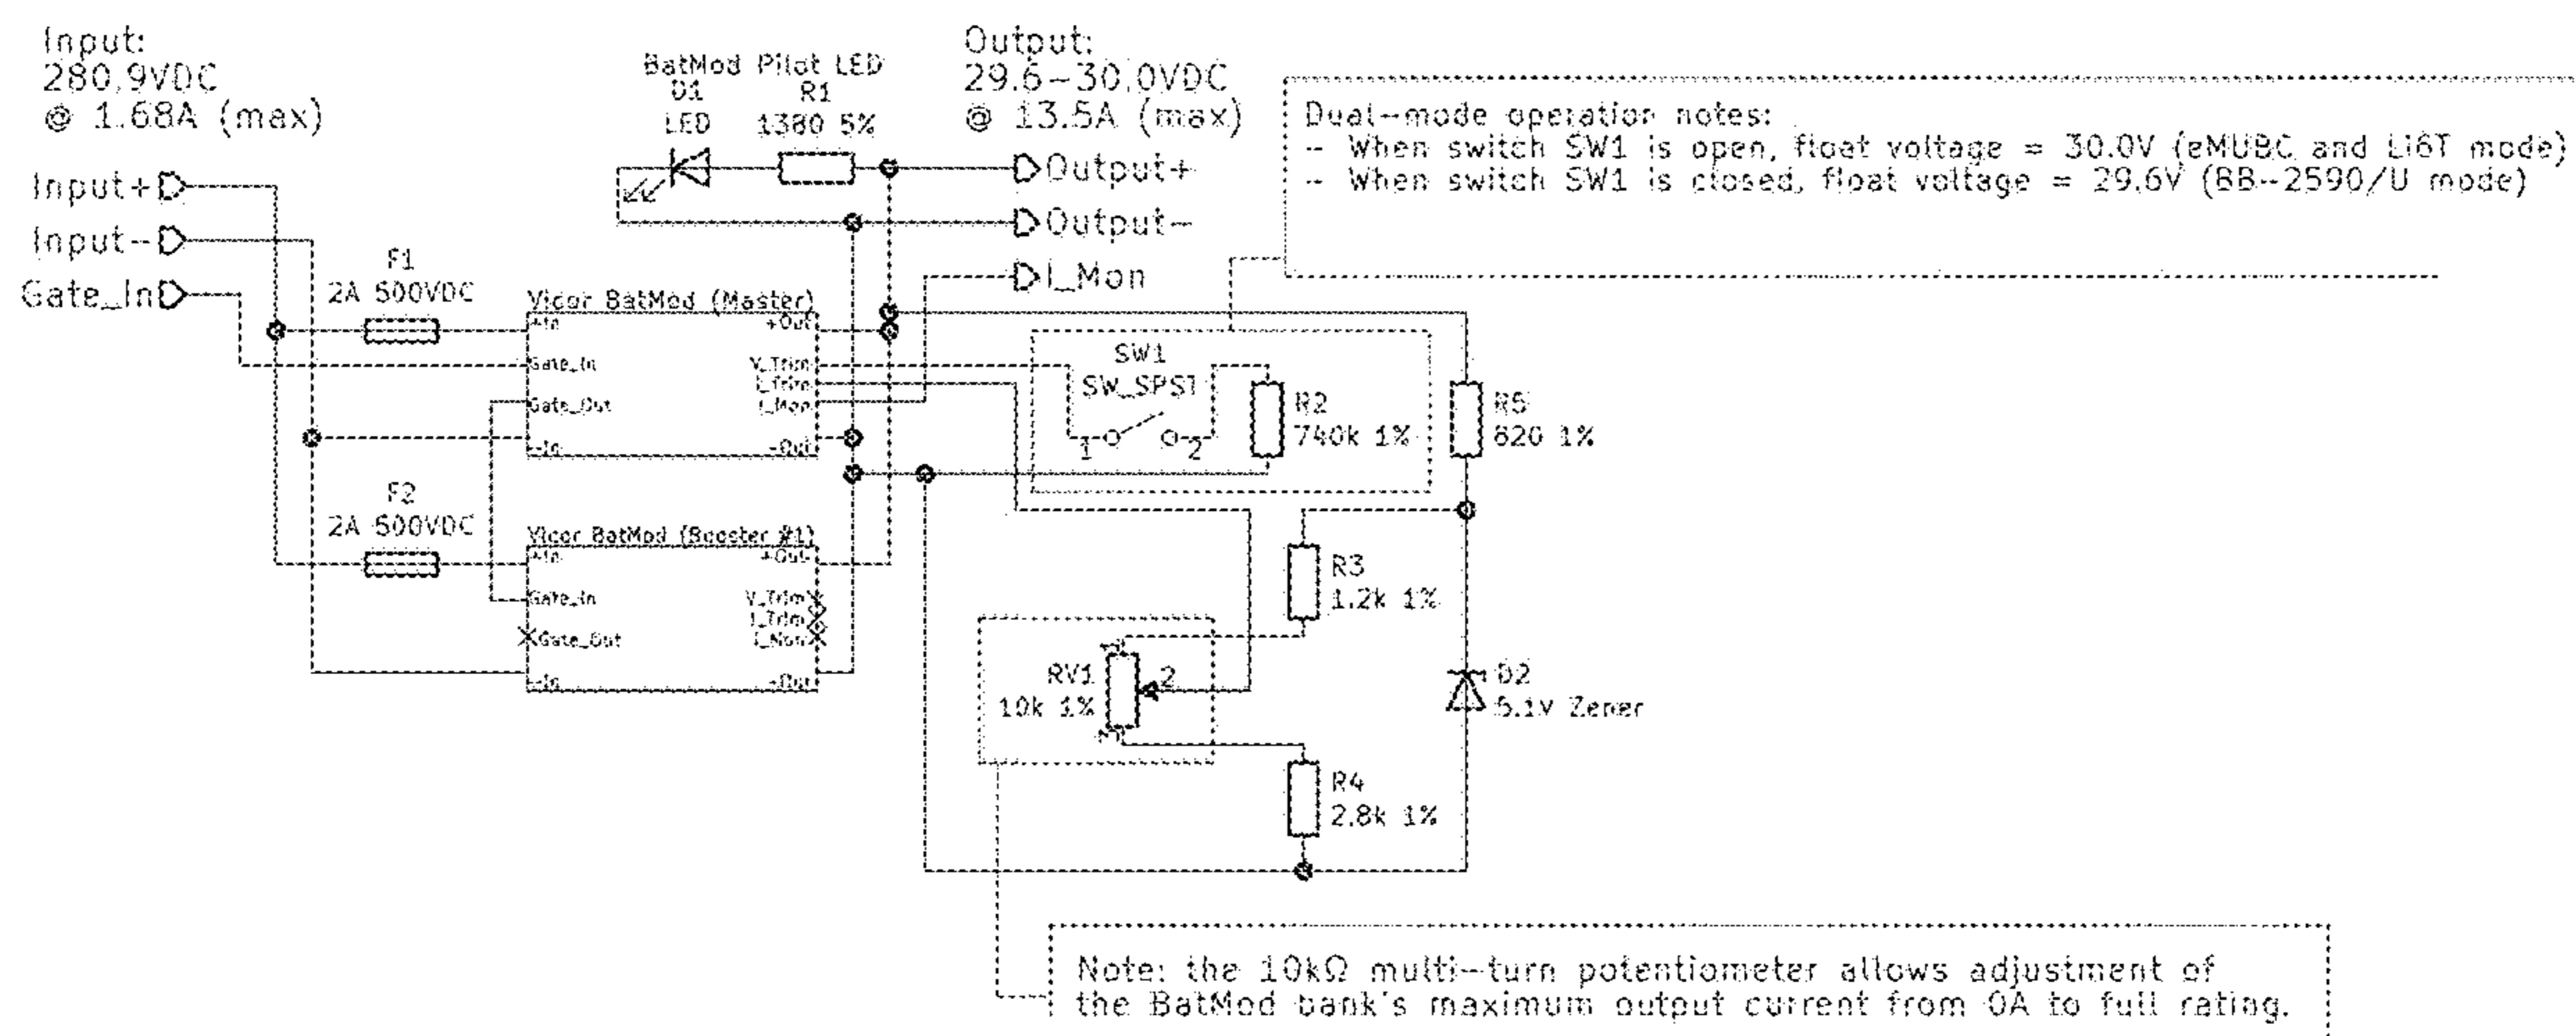 Input:
280.9VDC
@ 1.68A (max)
BatMod Pilot LED
D1
LED
R1
1380 5%
Output:
29.6-30.0VDC
@ 13.5A (max)
Dual-mode operation notes:
- When switch SW1 is open, float voltage = 30.0V (eMUBC and Li6T mode)
- When switch SW1 is closed, float voltage = 29.6V (BB-2590/U mode)
Input+
Input-
Gate_In
Output+
Output-
I_Mon
F1
2A 500VDC
Vicor BatMod (Master)
+In
Gate_In
Gate_Out
-In
+Out
V_Trim
I_Trim
I_Mon
-Out
SW1
SW_SPST
1
2
R2
740k 1%
R5
620 1%
F2
2A 500VDC
Vicor BatMod (Booster #1)
+In
Gate_In
Gate_Out
-In
+Out
V_Trim
I_Trim
I_Mon
-Out
R3
1.2k 1%
RV1
10k 1%
1
2
3
D2
5.1V Zener
R4
2.8k 1%
Note: the 10kΩ multi-turn potentiometer allows adjustment of
the BatMod bank's maximum output current from 0A to full rating.